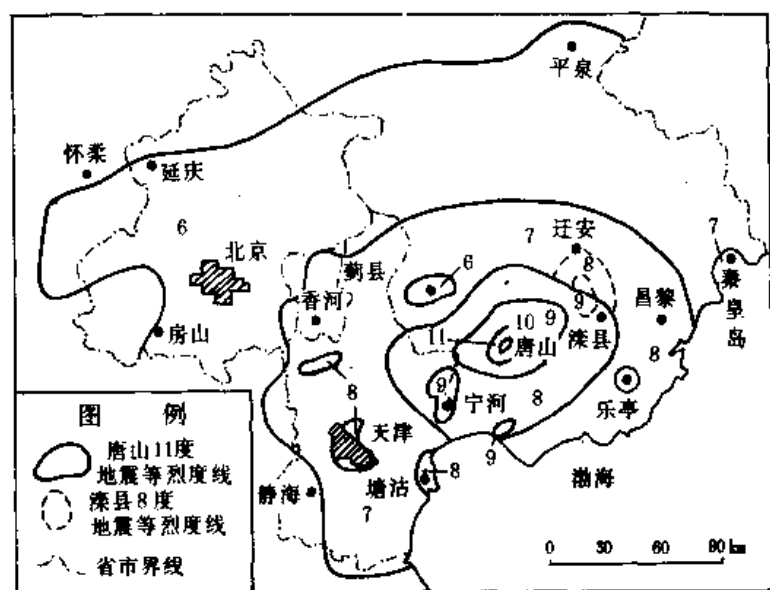 平泉
怀柔
延庆
6
北京
蓟县
7
迁安
7
8
6
秦皇岛
香河
9
昌黎
10
9
11
唐山
滦县
房山
8
8
9
宁河
8
乐亭
天津
9
渤海
塘沽
8
静海
7
图 例
唐山11度
地震等烈度线
滦县8度
地震等烈度线
省市界线
0 30 60 90 km